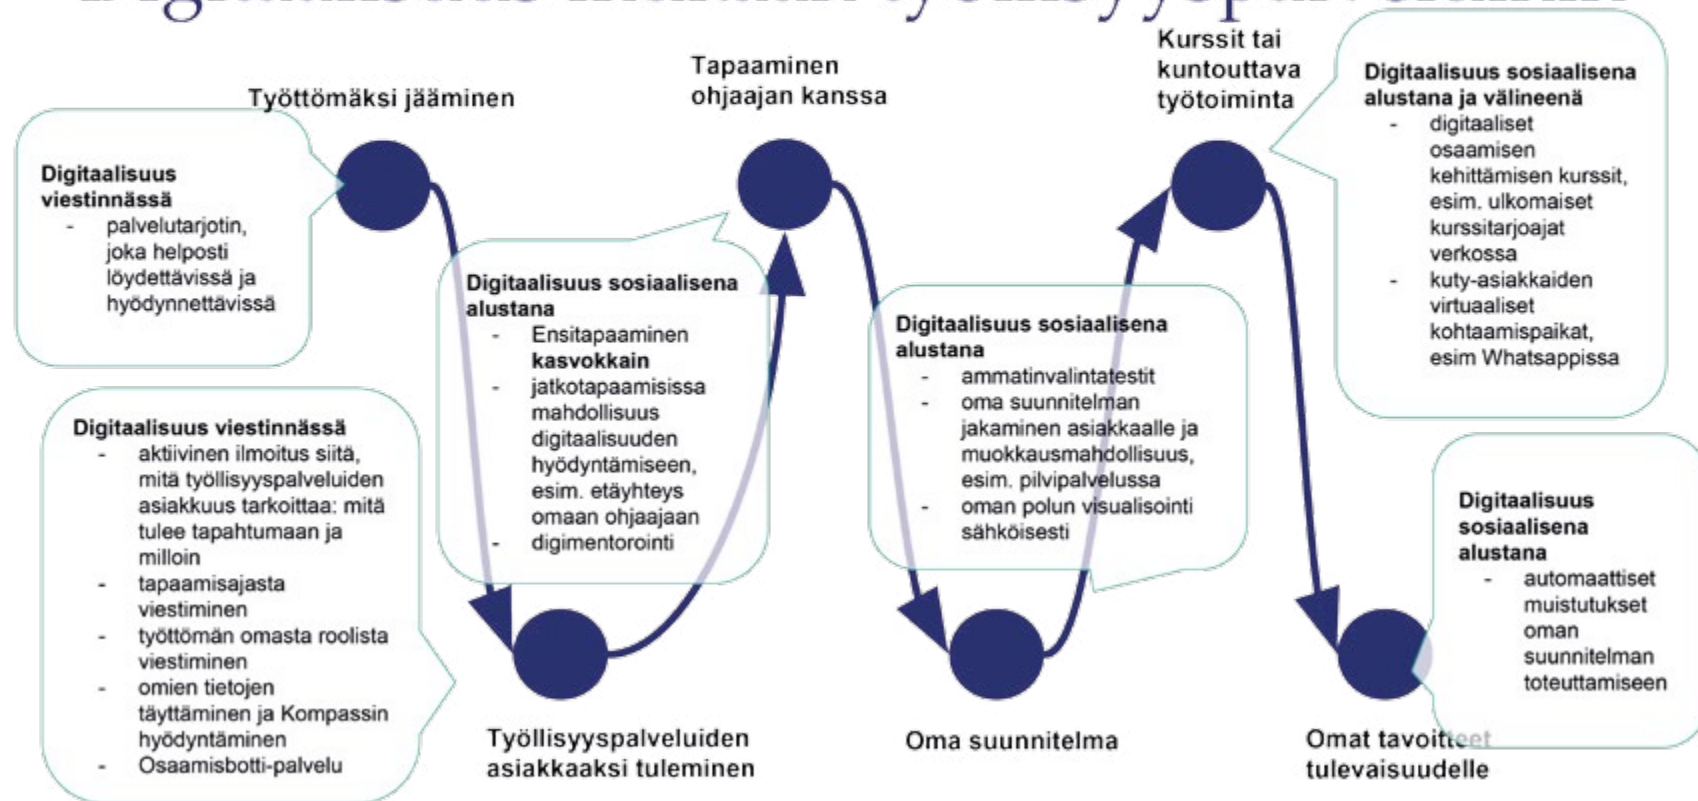 Työttömäksi jääminen
Digitaalisuus
viestinnässä
- palvelutarjotin,
joka helposti
löydettävissä ja
hyödynnettävissä
Digitaalisuus viestinnässä
- aktiivinen ilmoitus siitä,
mitä työllisyyspalveluiden
asiakkuus tarkoittaa: mitä
tulee tapahtumaan ja
milloin
- tapaamisajasta
viestiminen
- työttömän omasta roolista
viestiminen
- omien tietojen
täyttäminen ja Kompassin
hyödyntäminen
- Osaamisbotti-palvelu
Työllisyyspalveluiden
asiakkaaksi tuleminen
Tapaaminen
ohjaajan kanssa
Digitaalisuus sosiaalisena
alustana
- Ensitapaaminen
kasvokkain
- jatkotapaamisissa
mahdollisuus
digitaalisuuden
hyödyntämiseen,
esim. etäyhteys
omaan ohjaajaan
- digimentorointi
Digitaalisuus sosiaalisena
alustana
- ammatinvalintatestit
- oma suunnitelman
jakaminen asiakkaalle ja
muokkausmahdollisuus,
esim. pilvipalvelussa
- oman polun visualisointi
sähköisesti
Oma suunnitelma
Kurssit tai
kuntouttava
työtoiminta
Digitaalisuus sosiaalisena
alustana ja välineenä
- digitaaliset
osaamisen
kehittämisen kurssit,
esim. ulkomaiset
kurssitarjoajat
verkossa
- kuty-asiakkaiden
virtuaaliset
kohtaamispaikat,
esim Whatsappissa
Digitaalisuus
sosiaalisena
alustana
- automaattiset
muistutukset
oman
suunnitelman
toteuttamiseen
Omat tavoitteet
tulevaisuudelle